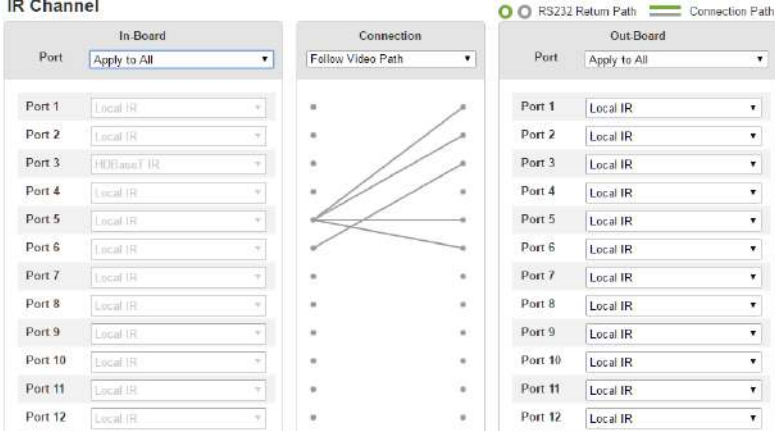 IR Channel
RS232 Return Path Connection Path
In-Board Connection Out-Board
Port Apply to All Follow Video Path Port Apply to All
Port 1 Local IR Port 1 Local IR
Port 2 Local IR Port 2 Local IR
Port 3 HDBaseT IR Port 3 Local IR
Port 4 Local IR Port 4 Local IR
Port 5 Local IR Port 5 Local IR
Port 6 Local IR Port 6 Local IR
Port 7 Local IR Port 7 Local IR
Port 8 Local IR Port 8 Local IR
Port 9 Local IR Port 9 Local IR
Port 10 Local IR Port 10 Local IR
Port 11 Local IR Port 11 Local IR
Port 12 Local IR Port 12 Local IR